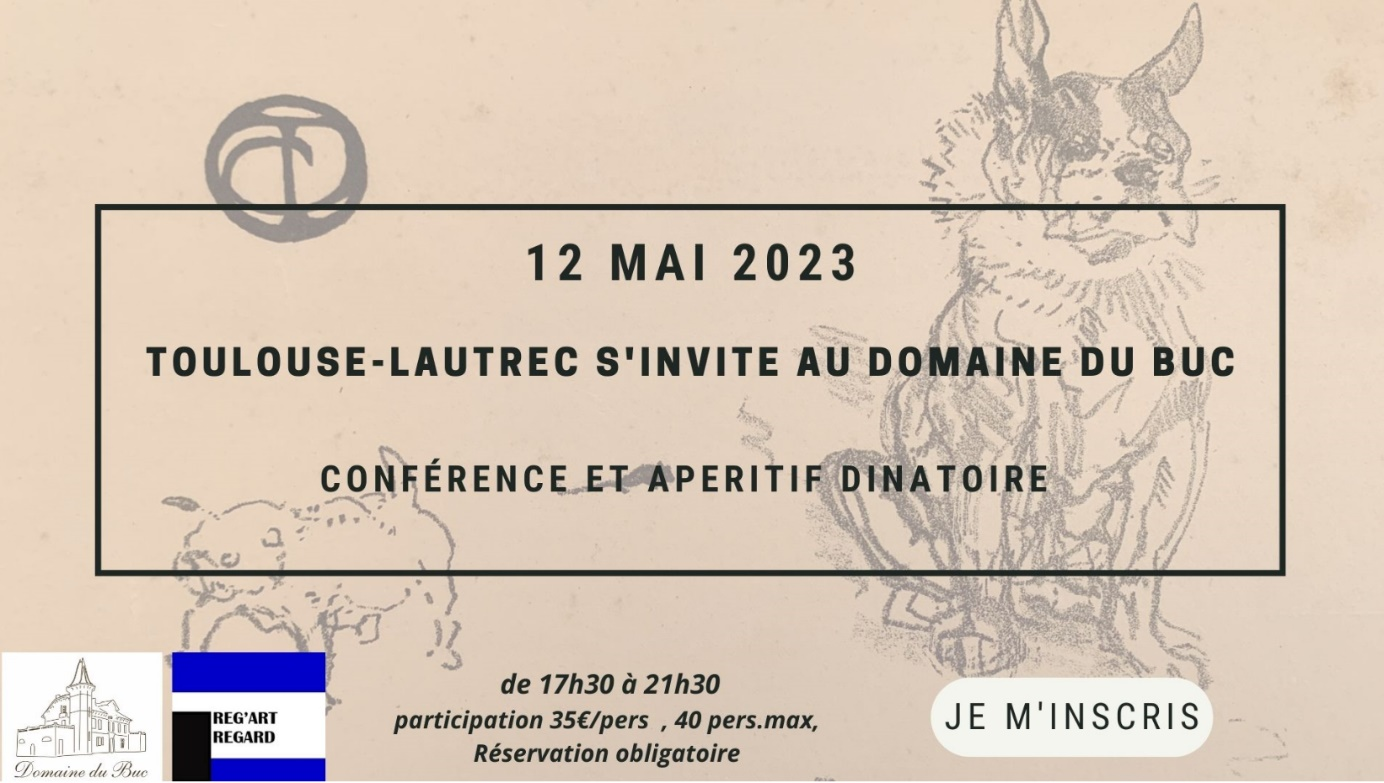 12 MAI 2023
TOULOUSE-LAUTREC S'INVITE AU DOMAINE DU BUC
CONFÉRENCE ET APERITIF DINATOIRE
Domaine du Buc
REG'ART
REGARD
de 17h30 à 21h30
participation 35€/pers , 40 pers.max,
Réservation obligatoire
JE M'INSCRIS